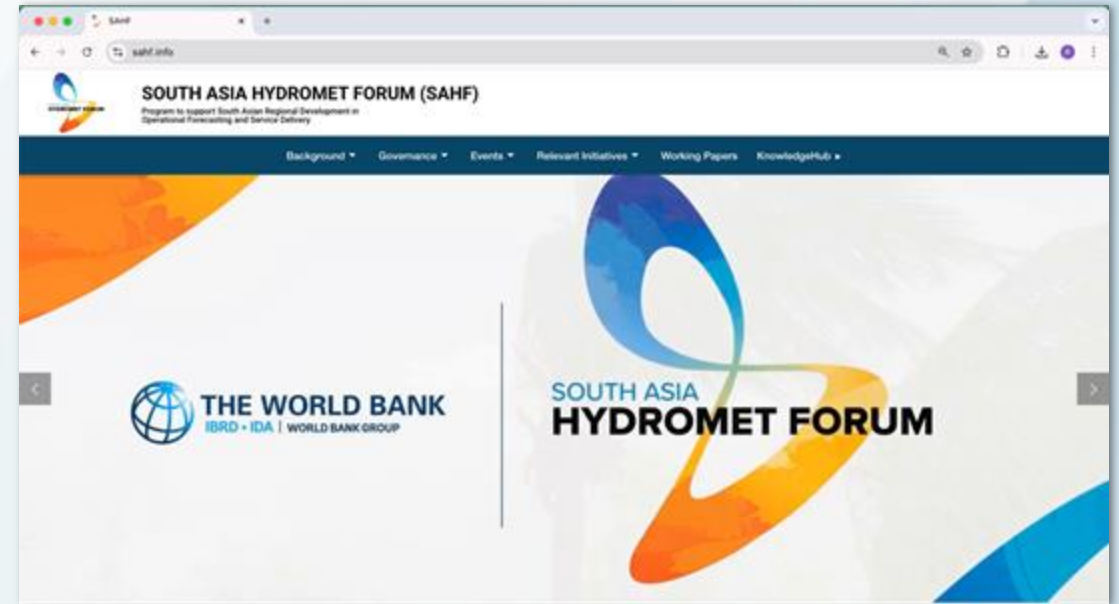 SAHF
sahf.info
SOUTH ASIA HYDROMET FORUM (SAHF)
Program to support South Asian Regional Development in
Operational Forecasting and Service Delivery
HYDROMET FORUM
Background Governance Events Relevant Initiatives Working Papers KnowledgeHub »
THE WORLD BANK
IBRD • IDA | WORLD BANK GROUP
SOUTH ASIA
HYDROMET FORUM